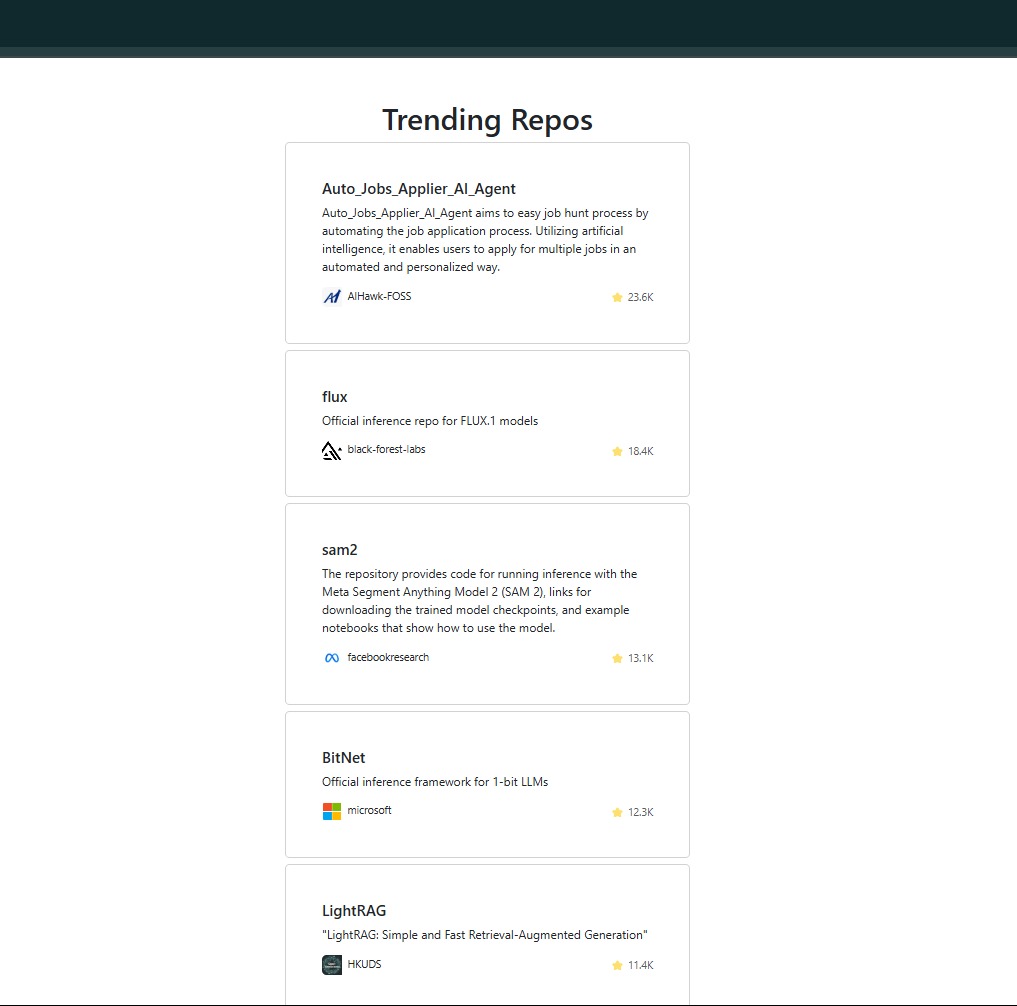 Trending Repos
Auto_Jobs_Applier_AI_Agent
Auto_Jobs_Applier_AI_Agent aims to easy job hunt process by
automating the job application process. Utilizing artificial
intelligence, it enables users to apply for multiple jobs in an
automated and personalized way.
AIHawk-FOSS 23.6K
flux
Official inference repo for FLUX.1 models
black-forest-labs 18.4K
sam2
The repository provides code for running inference with the
Meta Segment Anything Model 2 (SAM 2), links for
downloading the trained model checkpoints, and example
notebooks that show how to use the model.
facebookresearch 13.1K
BitNet
Official inference framework for 1-bit LLMs
microsoft 12.3K
LightRAG
"LightRAG: Simple and Fast Retrieval-Augmented Generation"
HKUDS 11.4K